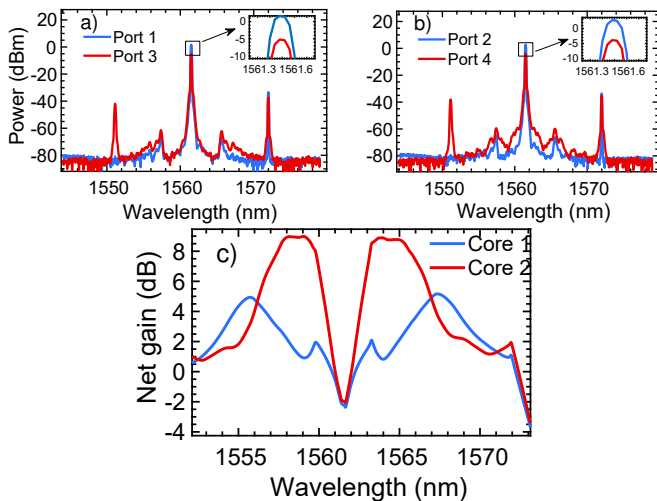 a)
Port 1
Port 3
0
-5
-10
1561.3 1561.6
20
0
-20
-40
-60
-80
Power (dBm)
1550 1560 1570
Wavelength (nm)
b)
Port 2
Port 4
0
-5
-10
1561.3 1561.6
20
0
-20
-40
-60
-80
1550 1560 1570
Wavelength (nm)
c)
Core 1
Core 2
8
6
4
2
0
-2
-4
Net gain (dB)
1555 1560 1565 1570
Wavelength (nm)